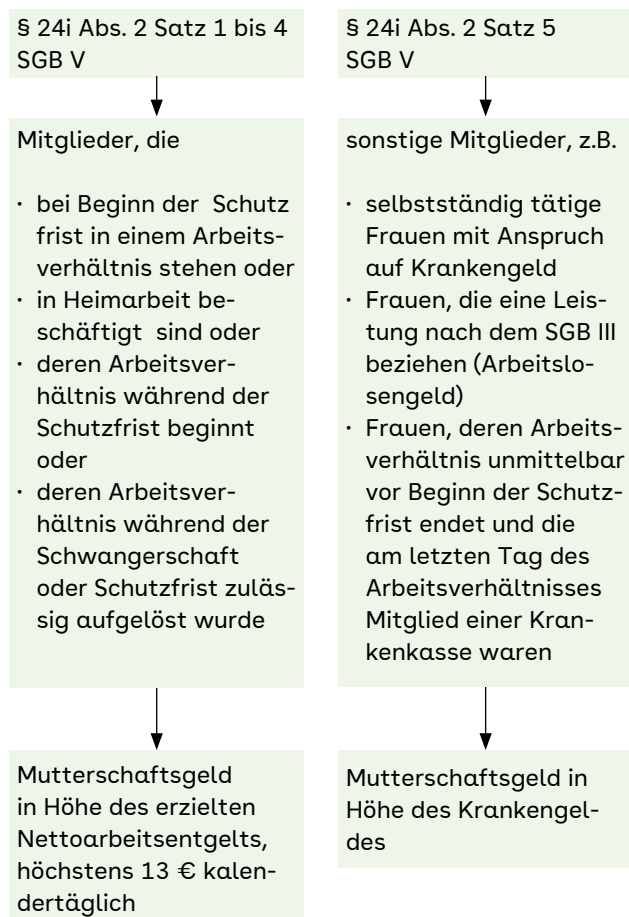 § 24i Abs. 2 Satz 1 bis 4
SGB V
Mitglieder, die
· bei Beginn der  Schutz
frist in einem Arbeits-
verhältnis stehen oder
· in Heimarbeit be-
schäftigt  sind oder
· deren Arbeitsver-
hältnis während der
Schutzfrist beginnt
oder
· deren Arbeitsver-
hältnis während der
Schwangerschaft
oder Schutzfrist zuläs-
sig aufgelöst wurde
Mutterschaftsgeld
in Höhe des erzielten
Nettoarbeitsentgelts,
höchstens 13 € kalen-
dertäglich
§ 24i Abs. 2 Satz 5
SGB V
sonstige Mitglieder, z.B.
· selbstständig tätige
Frauen mit Anspruch
auf Krankengeld
· Frauen, die eine Leis-
tung nach dem SGB III
beziehen (Arbeitslo-
sengeld)
· Frauen, deren Arbeits-
verhältnis unmittelbar
vor Beginn der Schutz-
frist endet und die
am letzten Tag des
Arbeitsverhältnisses
Mitglied einer Kran-
kenkasse waren
Mutterschaftsgeld in
Höhe des Krankengel-
des